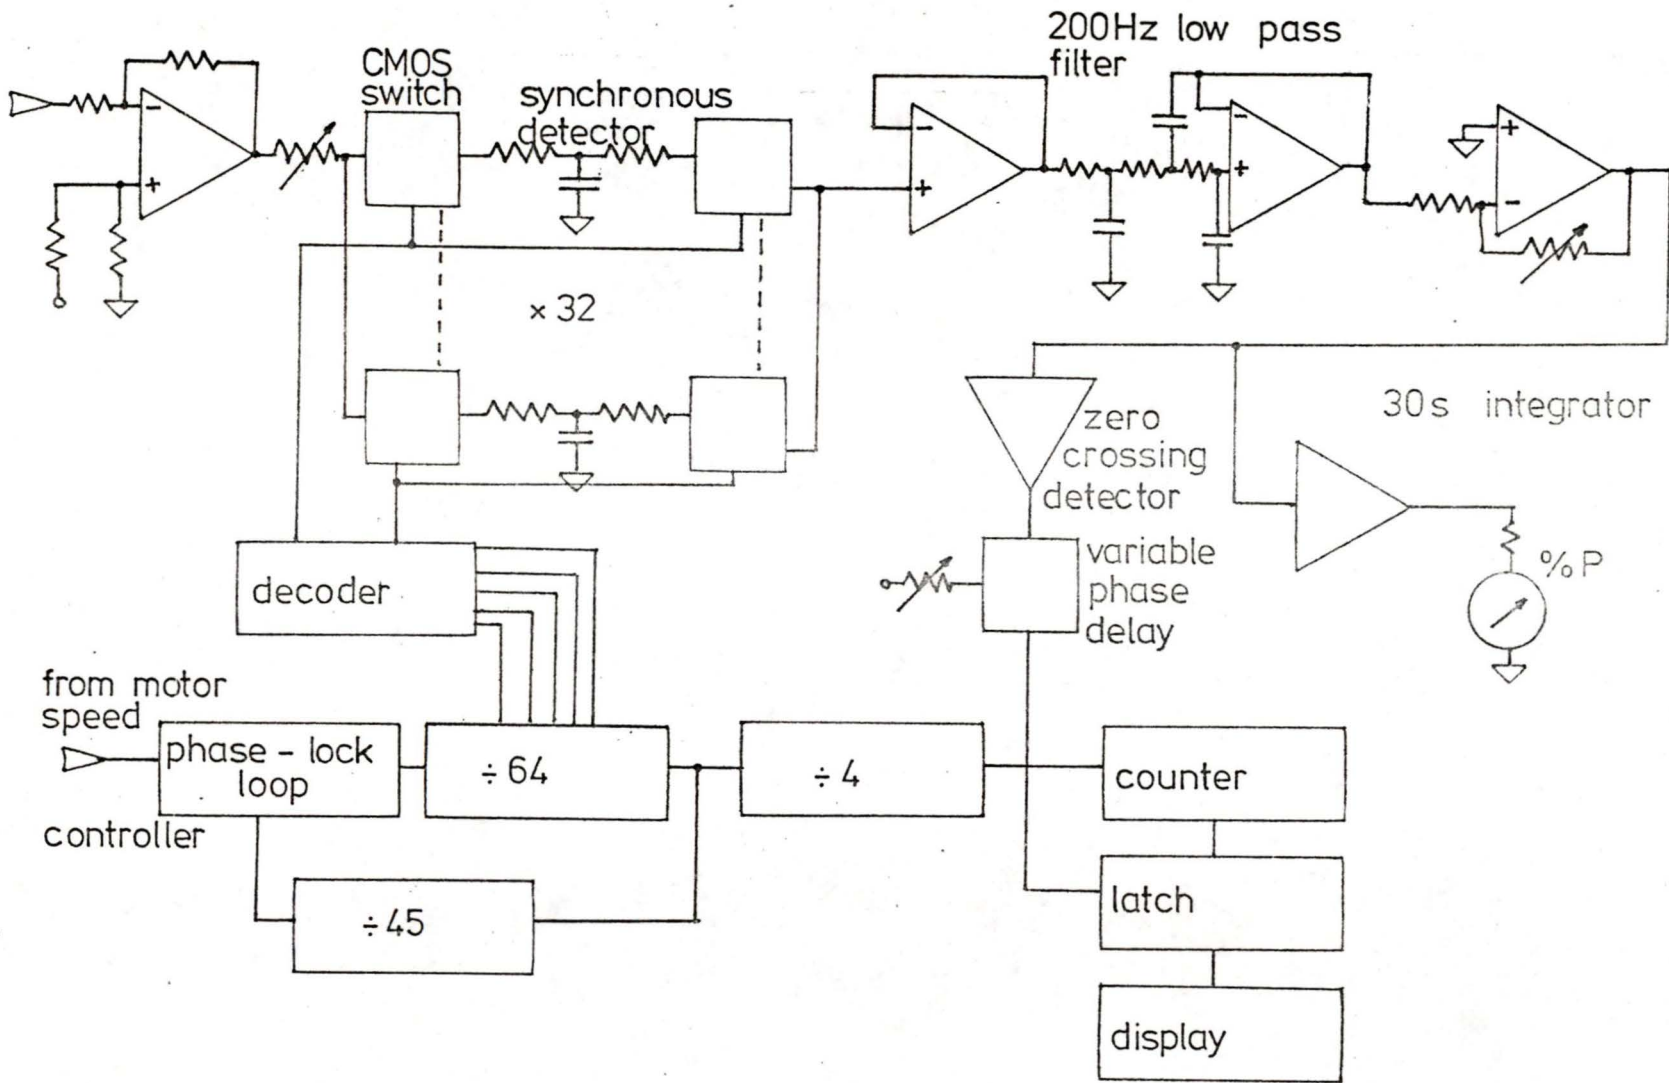 200Hz low pass
filter
CMOS
switch
synchronous
detector
-
+
-
+
-
+
+
-
× 32
30s integrator
zero
crossing
detector
variable
phase
delay
%P
decoder
from motor
speed
controller
phase - lock
loop
÷ 64
÷ 4
counter
÷ 45
latch
display